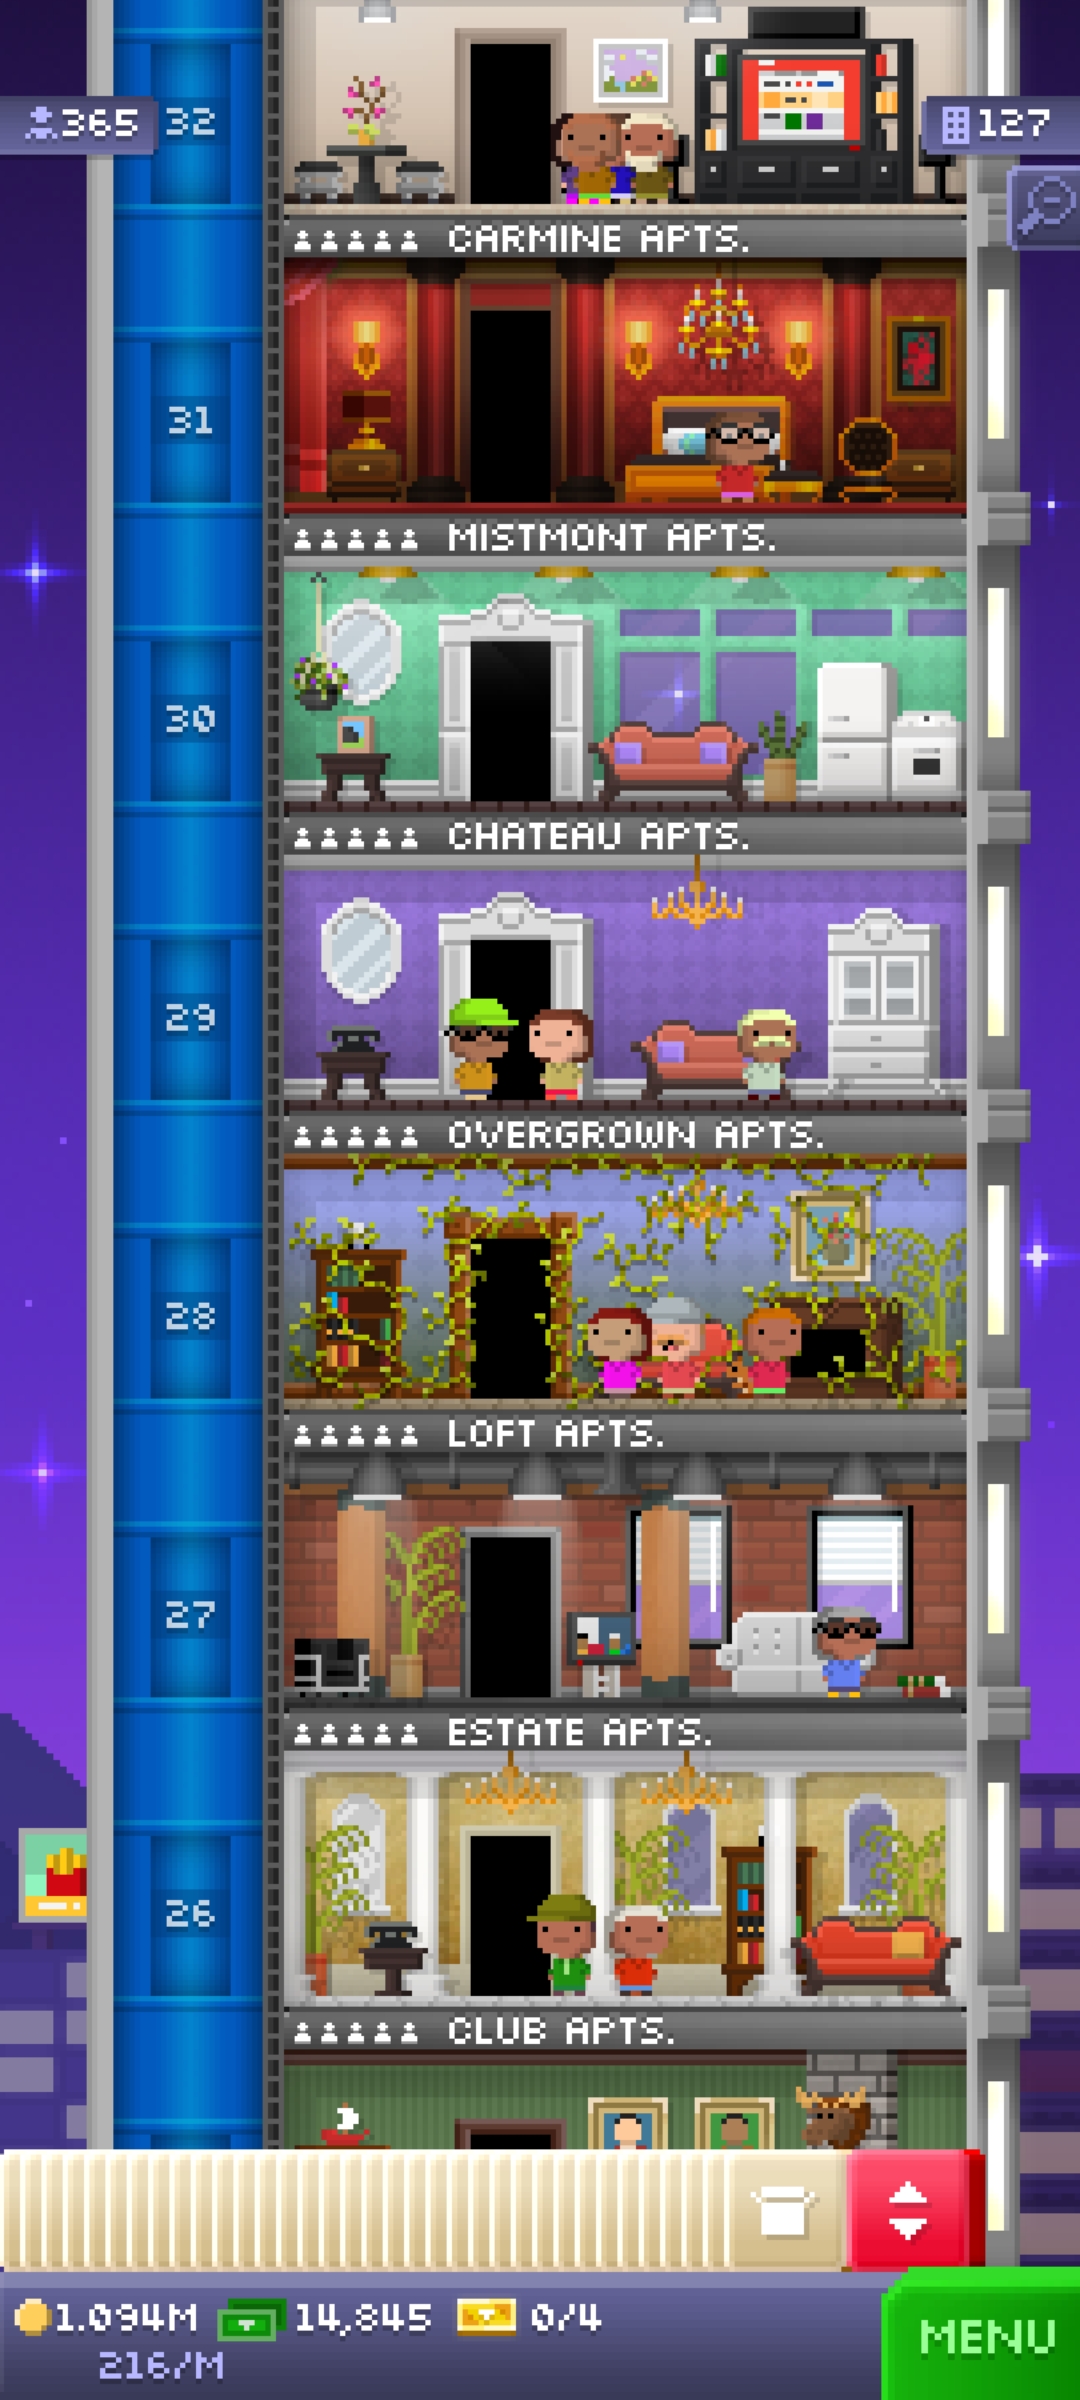 365
32
127
CARMINE APTS.
31
MISTMONT APTS.
30
CHATEAU APTS.
29
OVERGROWN APTS.
28
LOFT APTS.
27
ESTATE APTS.
26
CLUB APTS.
1.094M 14,845 0/4
216/M
MENU